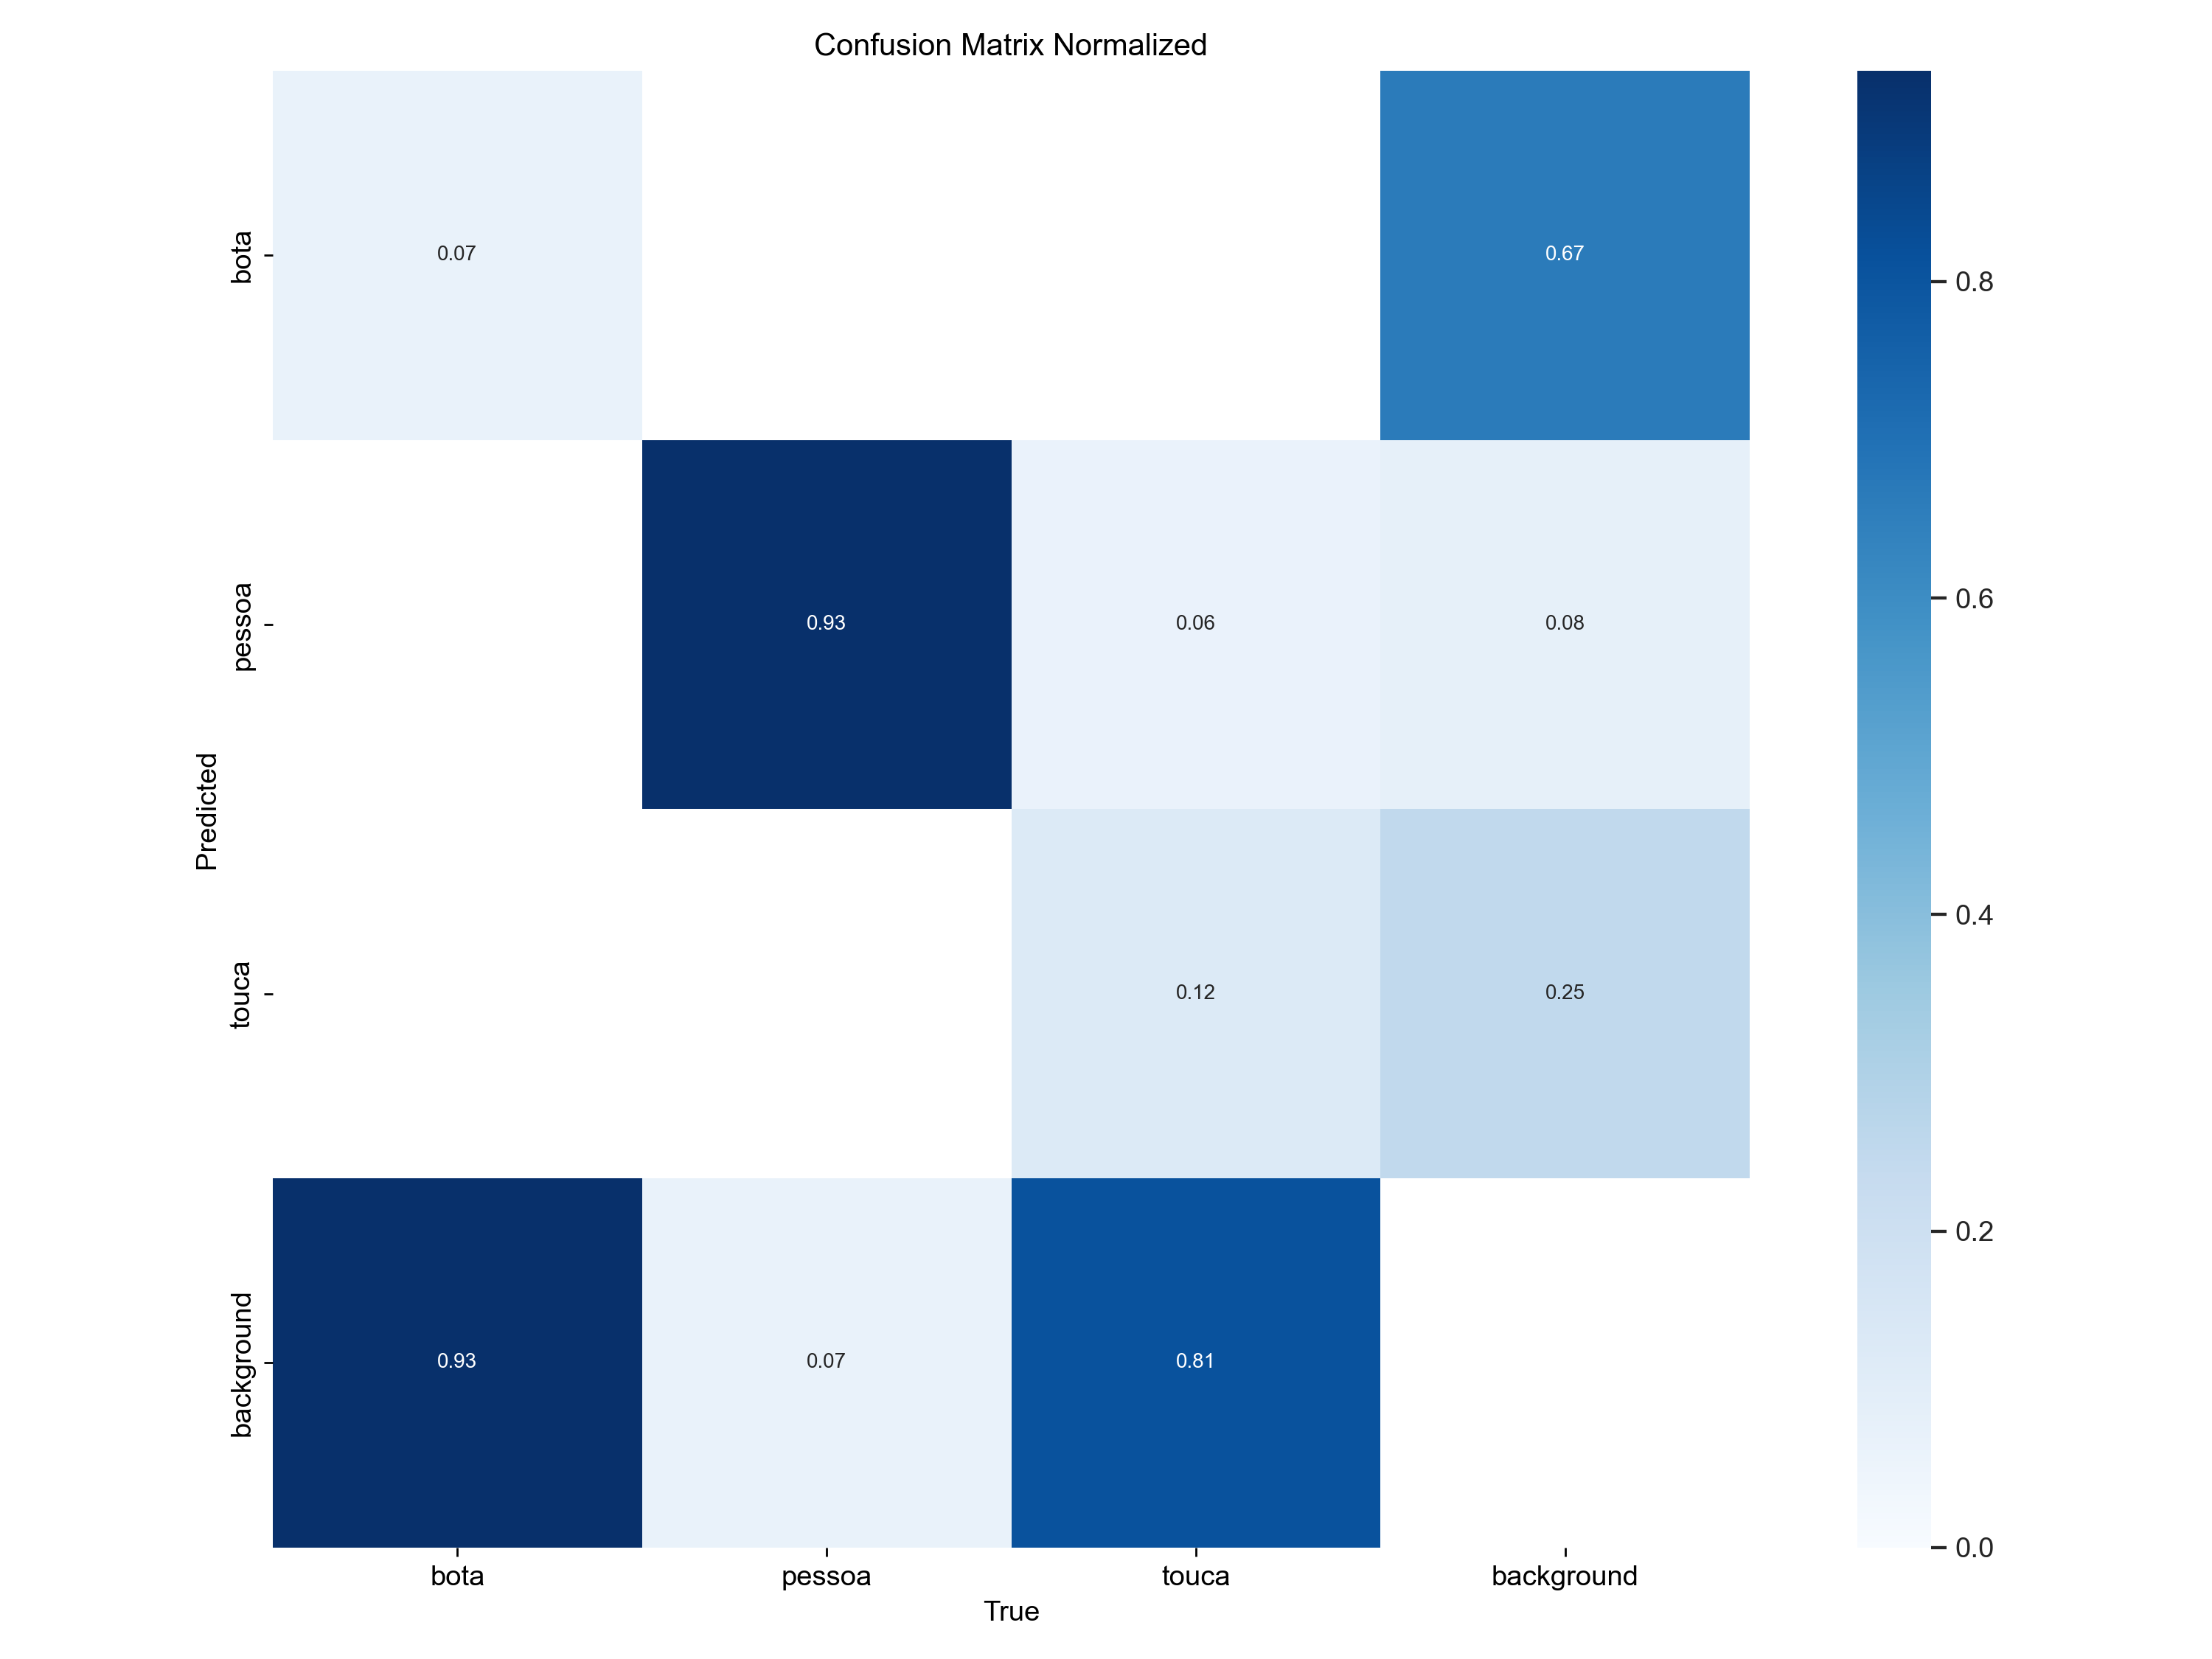 Confusion Matrix Normalized
bota
0.07
0.67
0.8
pessoa
0.93
0.06
0.08
0.6
Predicted
touca
0.12
0.25
0.4
background
0.93
0.07
0.81
0.2
0.0
bota
pessoa
touca
background
True